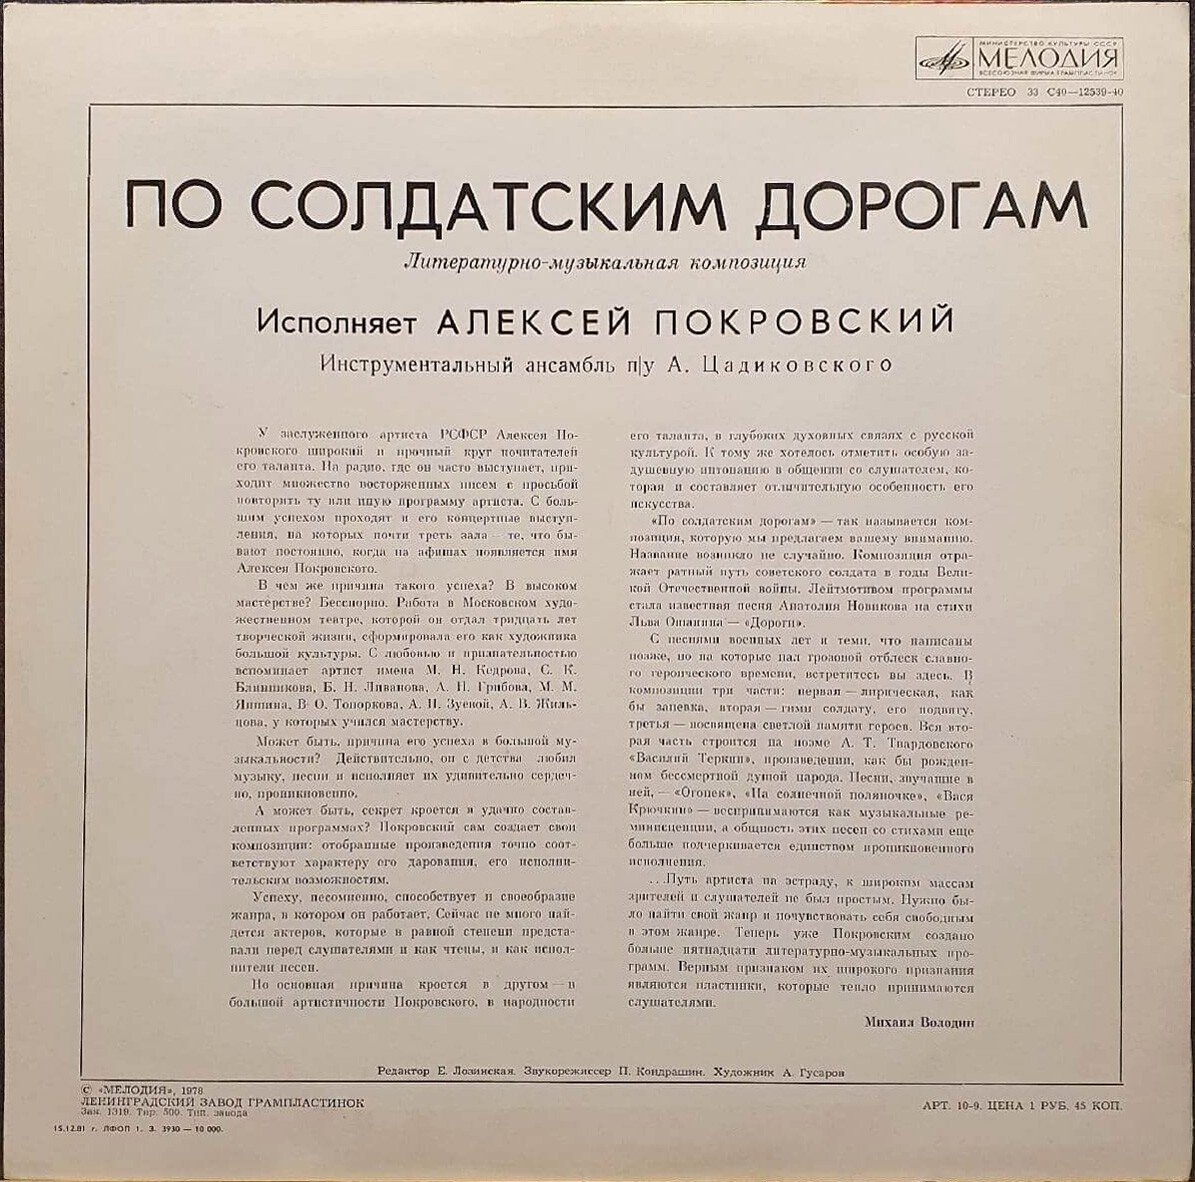 МИНИСТЕРСТВО КУЛЬТУРЫ СССР
МЕЛОДИЯ
ВСЕСОЮЗНАЯ ФИРМА ГРАМПЛАСТИНОК
СТЕРЕО 33 С40—12539-40
ПО СОЛДАТСКИМ ДОРОГАМ
Литературно-музыкальная композиция
Исполняет АЛЕКСЕЙ ПОКРОВСКИЙ
Инструментальный ансамбль п/у А. Цадиковского
У заслуженного артиста РСФСР Алексея По-
кровского широкий и прочный круг почитателей
его таланта. На радио, где он часто выступает, при-
ходит множество восторженных писем с просьбой
повторить ту или иную программу артиста. С боль-
шим успехом проходят и его концертные выступ-
ления, на которых почти треть зала — те, что бы-
вают постоянно, когда на афишах появляется имя
Алексея Покровского.
В чем же причина такого успеха? В высоком
мастерстве? Бесспорно. Работа в Московском худо-
жественном театре, которой он отдал тридцать лет
творческой жизни, сформировала его как художника
большой культуры. С любовью и признательностью
вспоминает артист имена М. Н. Кедрова, С. К.
Блинникова, Б. Н. Ливанова, А. Н. Грибова, М. М.
Яншина, В. О. Топоркова, А. П. Зуевой, А. В. Жиль-
цова, у которых учился мастерству.
Может быть, причина его успеха в большой му-
зыкальности? Действительно, он с детства любил
музыку, песни и исполняет их удивительно сердеч-
но, проникновенно.
А может быть, секрет кроется в удачно состав-
ленных программах? Покровский сам создает свои
композиции: отобранные произведения точно соот-
ветствуют характеру его дарования, его исполни-
тельским возможностям.
Успеху, несомненно, способствует и своеобразие
жанра, в котором он работает. Сейчас не много най-
дется актеров, которые в равной степени предста-
вали перед слушателями и как чтецы, и как испол-
нители песен.
Но основная причина кроется в другом — в
большой артистичности Покровского, в народности
его таланта, в глубоких духовных связях с русской
культурой. К тому же хотелось отметить особую за-
душевную интонацию в общении со слушателем, ко-
торая и составляет отличительную особенность его
искусства.
«По солдатским дорогам» — так называется ком-
позиция, которую мы предлагаем вашему вниманию.
Название возникло не случайно. Композиция отра-
жает ратный путь советского солдата в годы Вели-
кой Отечественной войны. Лейтмотивом программы
стала известная песня Анатолия Новикова на стихи
Льва Ошанина — «Дороги».
С песнями военных лет и теми, что написаны
позже, но на которые пал грозовой отблеск славно-
го героического времени, встретитесь вы здесь. В
композиции три части: первая — лирическая, как
бы запевка, вторая — гимн солдату, его подвигу,
третья — посвящена светлой памяти героев. Вся вто-
рая часть строится на поэме А. Т. Твардовского
«Василий Теркин», произведении, как бы рожден-
ном бессмертной душой народа. Песни, звучащие в
ней, — «Огонек», «На солнечной поляночке», «Вася
Крючкин» — воспринимаются как музыкальные ре-
минисценции, а общность этих песен со стихами еще
больше подчеркивается единством проникновенного
исполнения.
...Путь артиста на эстраду, к широким массам
зрителей и слушателей не был простым. Нужно бы-
ло найти свой жанр и почувствовать себя свободным
в этом жанре. Теперь уже Покровским создано
больше пятнадцати литературно-музыкальных про-
грамм. Верным признаком их широкого признания
являются пластинки, которые тепло принимаются
слушателями.
Михаил Володин
Редактор Е. Лозинская. Звукорежиссер П. Кондрашин. Художник А. Гусаров
© «МЕЛОДИЯ», 1978
ЛЕНИНГРАДСКИЙ ЗАВОД ГРАМПЛАСТИНОК
Зак. 1319. Тир. 500. Тип. завода
15.12.81 г. ЛФОП 1. З. 3930 — 10 000.
АРТ. 10-9. ЦЕНА 1 РУБ. 45 КОП.